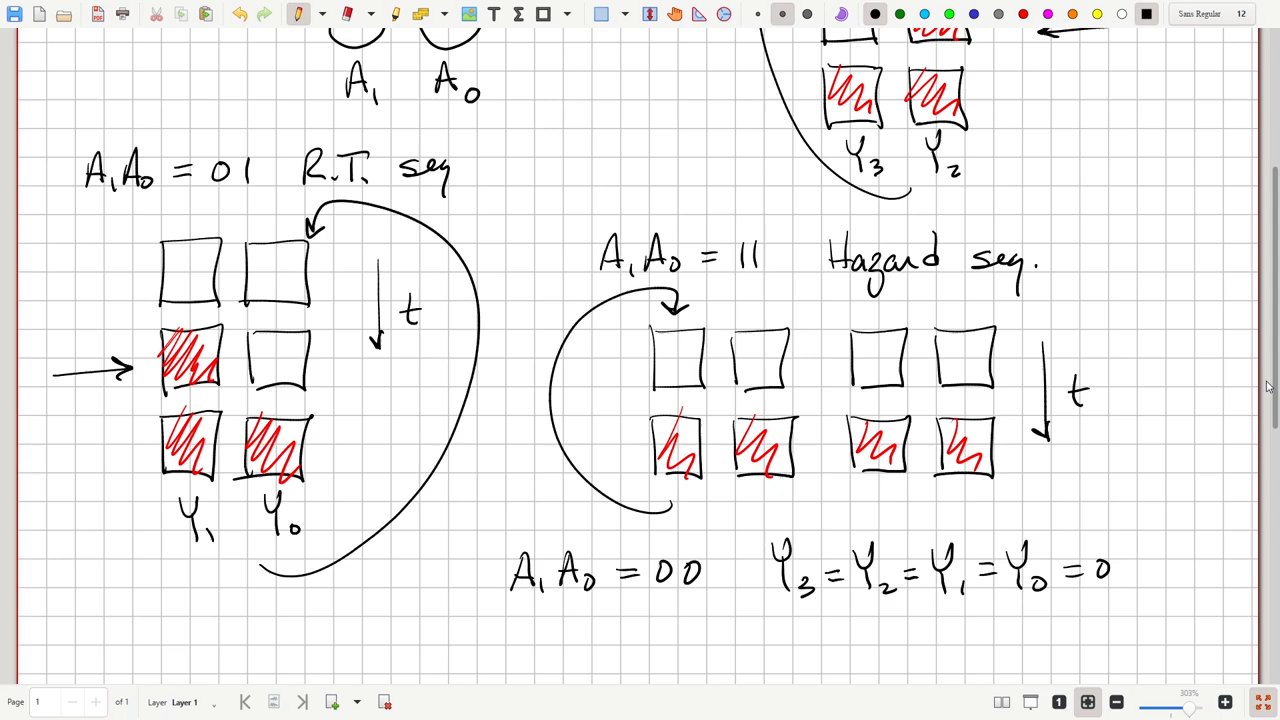 Sans Regular 12
A₁ A₀
Y₃ Y₂
A₁A₀ = 01 R.T. seq
t
Y₁ Y₀
A₁A₀ = 11 Hazard seq.
t
A₁A₀ = 00 Y₃ = Y₂ = Y₁ = Y₀ = 0
Page 1 of 1 Layer Layer 1 303%